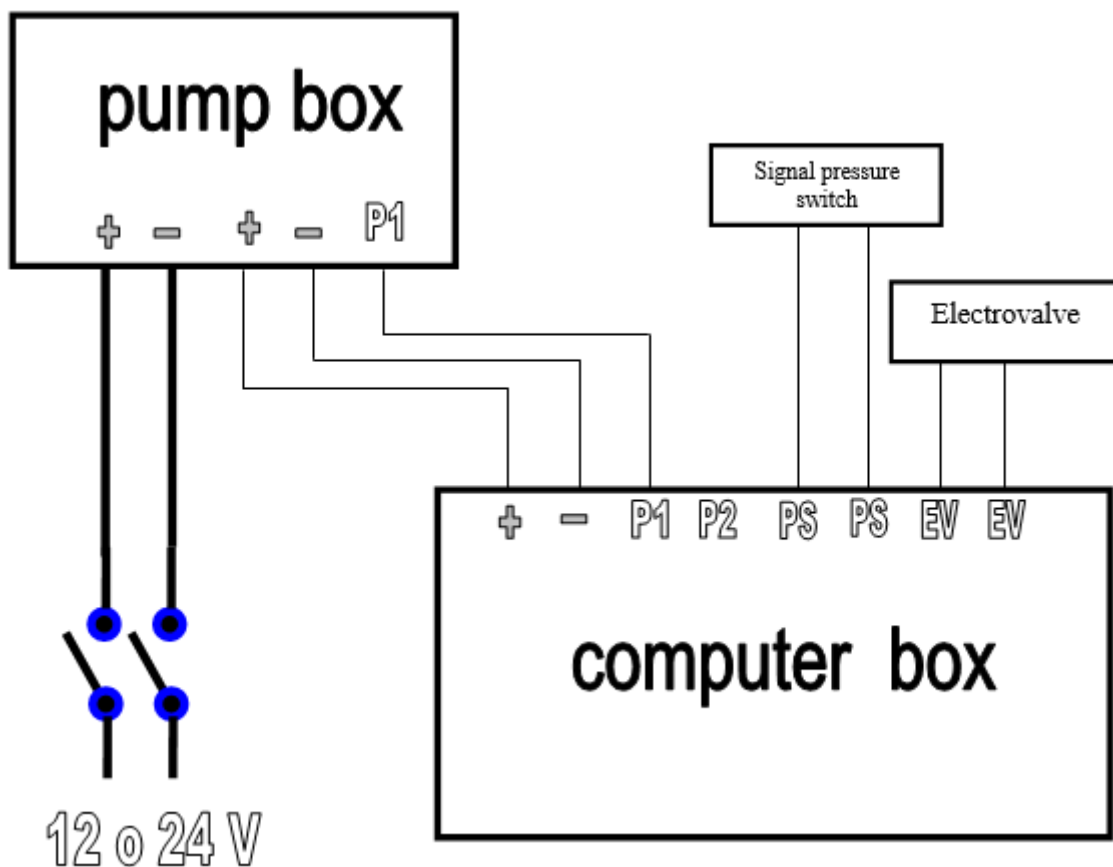 pump box
+ − + − P1
Signal pressure
switch
Electrovalve
+ − P1 P2 PS PS EV EV
computer box
12 o 24 V